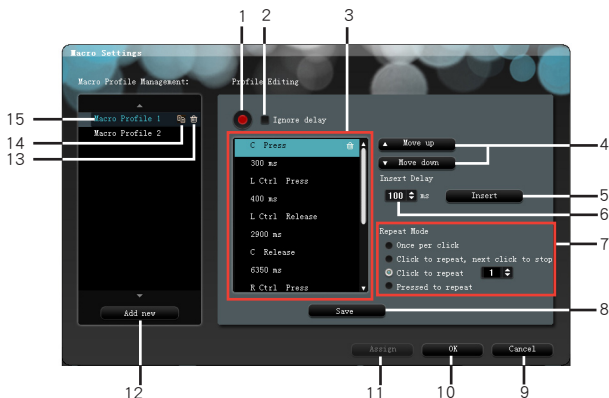 1 2 3
Macro Settings
Macro Profile Management:
Profile Editing
15 Macro Profile 1
14 Macro Profile 2
13
Ignore delay
C Press
300 ms
L Ctrl Press
400 ms
L Ctrl Release
2900 ms
C Release
6350 ms
R Ctrl Press
Move up
4
Move down
Insert Delay
100 ms Insert 5
6
Repeat Mode
7
Once per click
Click to repeat, next click to stop
Click to repeat 1
Pressed to repeat
Add new
Save 8
Assign OK Cancel
12 11 10 9